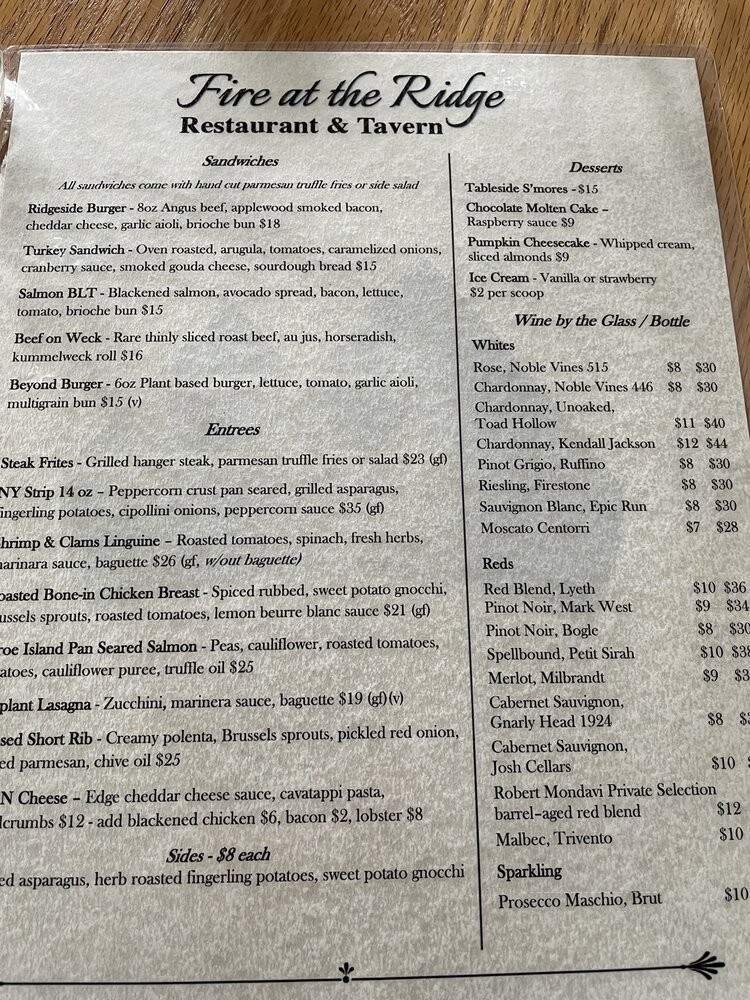 Fire at the Ridge
Restaurant & Tavern
Sandwiches
All sandwiches come with hand cut parmesan truffle fries or side salad
Ridgeside Burger - 8oz Angus beef, applewood smoked bacon,
cheddar cheese, garlic aioli, brioche bun $18
Turkey Sandwich - Oven roasted, arugula, tomatoes, caramelized onions,
cranberry sauce, smoked gouda cheese, sourdough bread $15
Salmon BLT - Blackened salmon, avocado spread, bacon, lettuce,
tomato, brioche bun $15
Beef on Weck - Rare thinly sliced roast beef, au jus, horseradish,
kummelweck roll $16
Beyond Burger - 6oz Plant based burger, lettuce, tomato, garlic aioli,
multigrain bun $15 (v)
Entrees
Steak Frites - Grilled hanger steak, parmesan truffle fries or salad $23 (gf)
NY Strip 14 oz – Peppercorn crust pan seared, grilled asparagus,
ingerling potatoes, cipollini onions, peppercorn sauce $35 (gf)
hrimp & Clams Linguine – Roasted tomatoes, spinach, fresh herbs,
arinara sauce, baguette $26 (gf, w/out baguette)
oasted Bone-in Chicken Breast - Spiced rubbed, sweet potato gnocchi,
ussels sprouts, roasted tomatoes, lemon beurre blanc sauce $21 (gf)
roe Island Pan Seared Salmon - Peas, cauliflower, roasted tomatoes,
atoes, cauliflower puree, truffle oil $25
plant Lasagna - Zucchini, marinera sauce, baguette $19 (gf)(v)
sed Short Rib - Creamy polenta, Brussels sprouts, pickled red onion,
ed parmesan, chive oil $25
N Cheese – Edge cheddar cheese sauce, cavatappi pasta,
dcrumbs $12 - add blackened chicken $6, bacon $2, lobster $8
Sides - $8 each
ed asparagus, herb roasted fingerling potatoes, sweet potato gnocchi
Desserts
Tableside S'mores - $15
Chocolate Molten Cake –
Raspberry sauce $9
Pumpkin Cheesecake - Whipped cream,
sliced almonds $9
Ice Cream - Vanilla or strawberry
$2 per scoop
Wine by the Glass / Bottle
Whites
Rose, Noble Vines 515 $8 $30
Chardonnay, Noble Vines 446 $8 $30
Chardonnay, Unoaked,
Toad Hollow $11 $40
Chardonnay, Kendall Jackson $12 $44
Pinot Grigio, Ruffino $8 $30
Riesling, Firestone $8 $30
Sauvignon Blanc, Epic Run $8 $30
Moscato Centorri $7 $28
Reds
Red Blend, Lyeth $10 $36
Pinot Noir, Mark West $9 $34
Pinot Noir, Bogle $8 $30
Spellbound, Petit Sirah $10 $38
Merlot, Milbrandt $9 $3
Cabernet Sauvignon,
Gnarly Head 1924 $8
Cabernet Sauvignon,
Josh Cellars $10
Robert Mondavi Private Selection
barrel-aged red blend $12
Malbec, Trivento $10
Sparkling
Prosecco Maschio, Brut $10